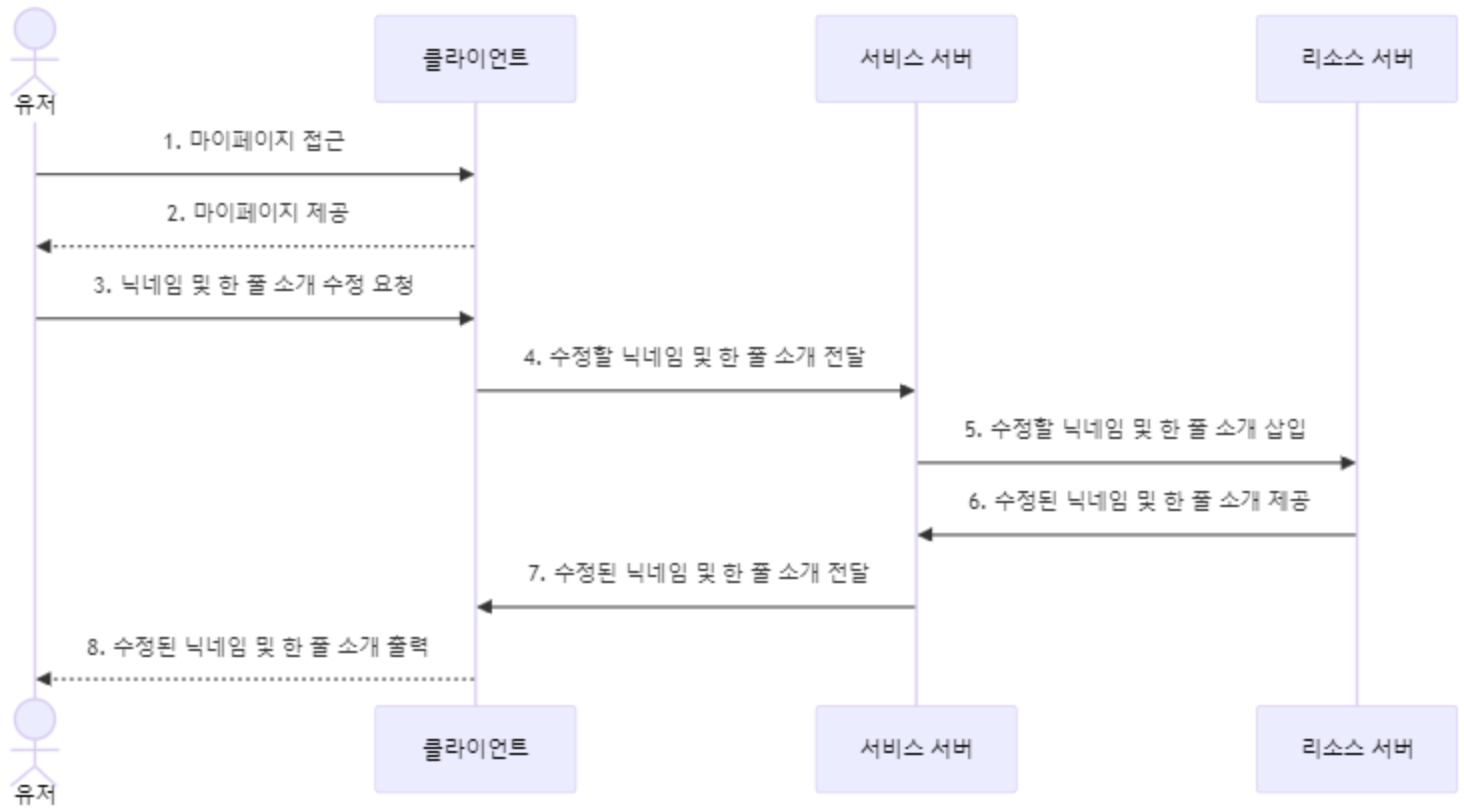 유저
클라이언트
서비스 서버
리소스 서버
1. 마이페이지 접근
2. 마이페이지 제공
3. 닉네임 및 한 줄 소개 수정 요청
4. 수정할 닉네임 및 한 줄 소개 전달
5. 수정할 닉네임 및 한 줄 소개 삽입
6. 수정된 닉네임 및 한 줄 소개 제공
7. 수정된 닉네임 및 한 줄 소개 전달
8. 수정된 닉네임 및 한 줄 소개 출력
유저
클라이언트
서비스 서버
리소스 서버